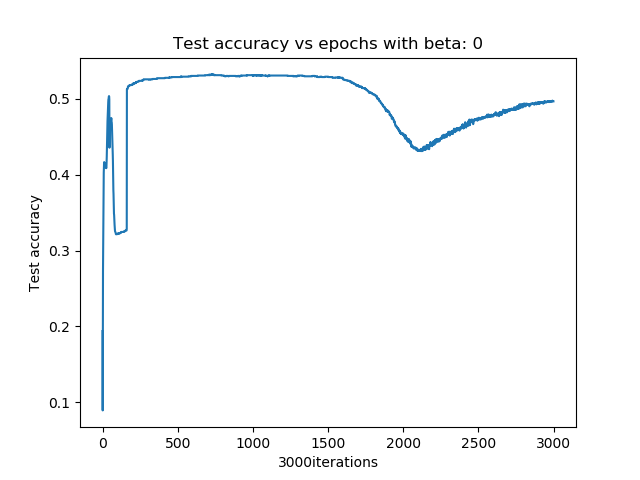 Test accuracy vs epochs with beta: 0
Test accuracy
0.5
0.4
0.3
0.2
0.1
0 500 1000 1500 2000 2500 3000
3000iterations